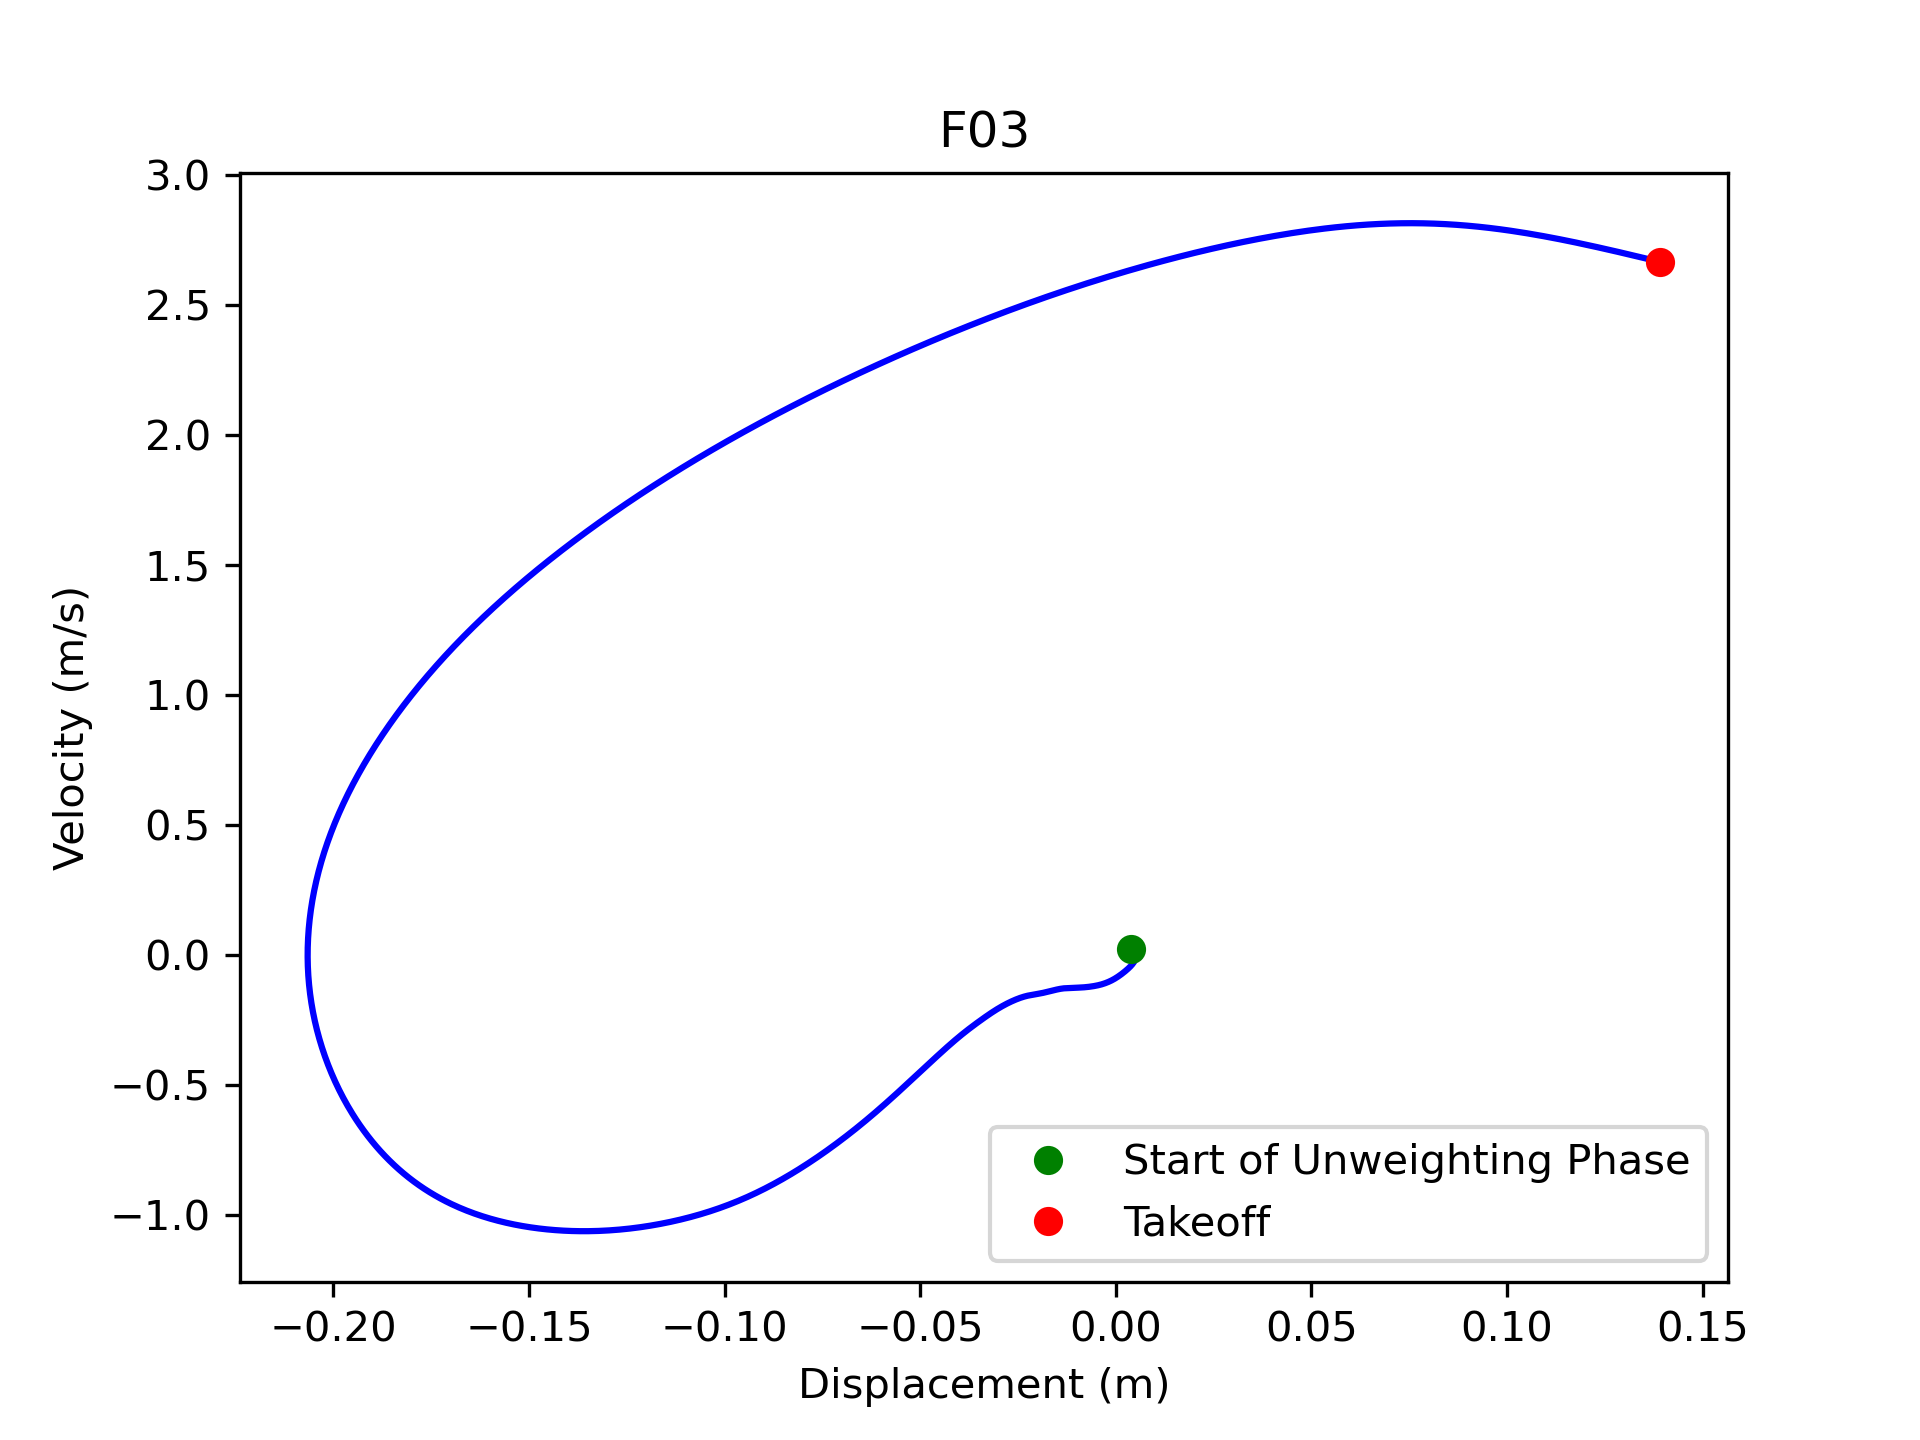 F03
3.0
2.5
2.0
1.5
1.0
0.5
0.0
−0.5
−1.0
Velocity (m/s)
Start of Unweighting Phase
Takeoff
−0.20 −0.15 −0.10 −0.05 0.00 0.05 0.10 0.15
Displacement (m)